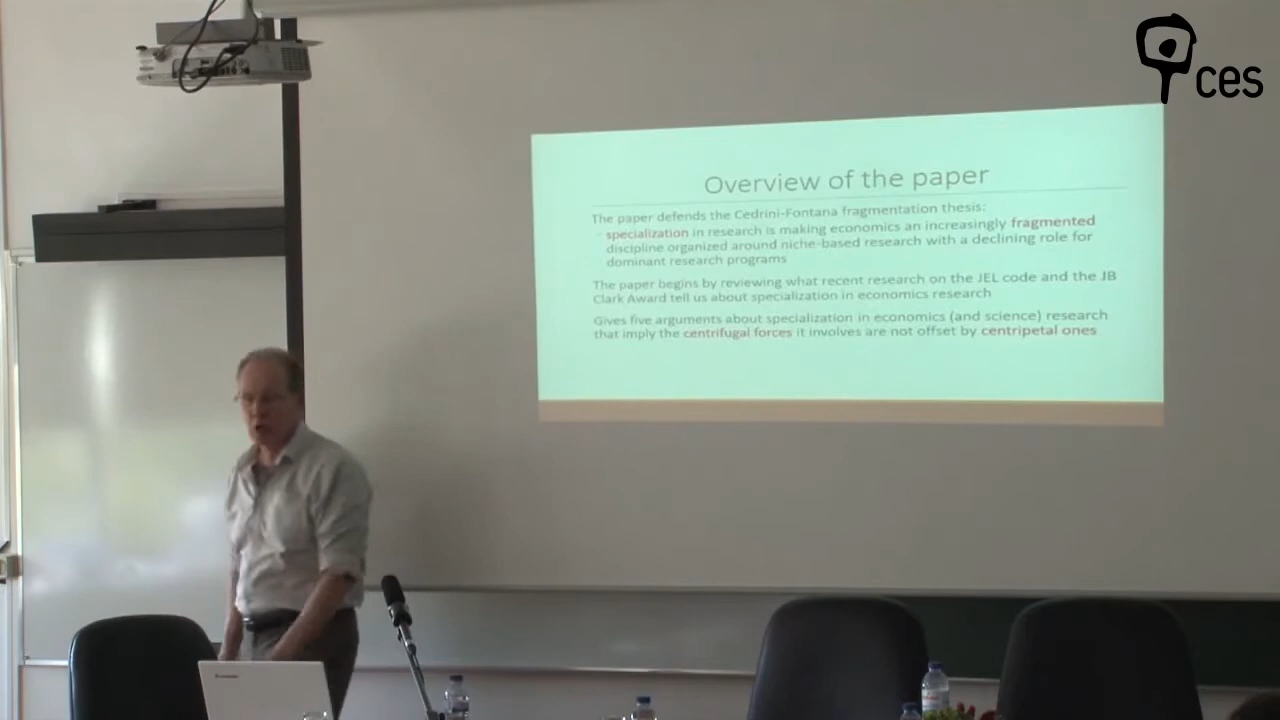 ces
Overview of the paper
The paper defends the Cedrini-Fontana fragmentation thesis:
specialization in research is making economics an increasingly fragmented
discipline organized around niche-based research with a declining role for
dominant research programs
The paper begins by reviewing what recent research on the JEL code and the JB
Clark Award tell us about specialization in economics research
Gives five arguments about specialization in economics (and science) research
that imply the centrifugal forces it involves are not offset by centripetal ones